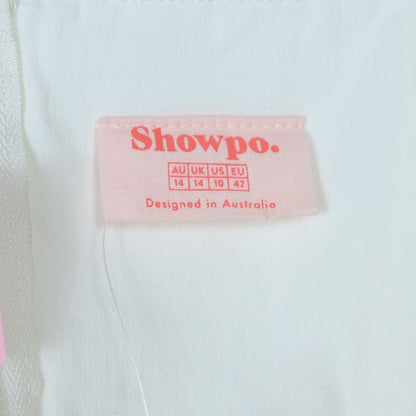 Showpo.
AU UK US EU
14 14 10 42
Designed in Australia